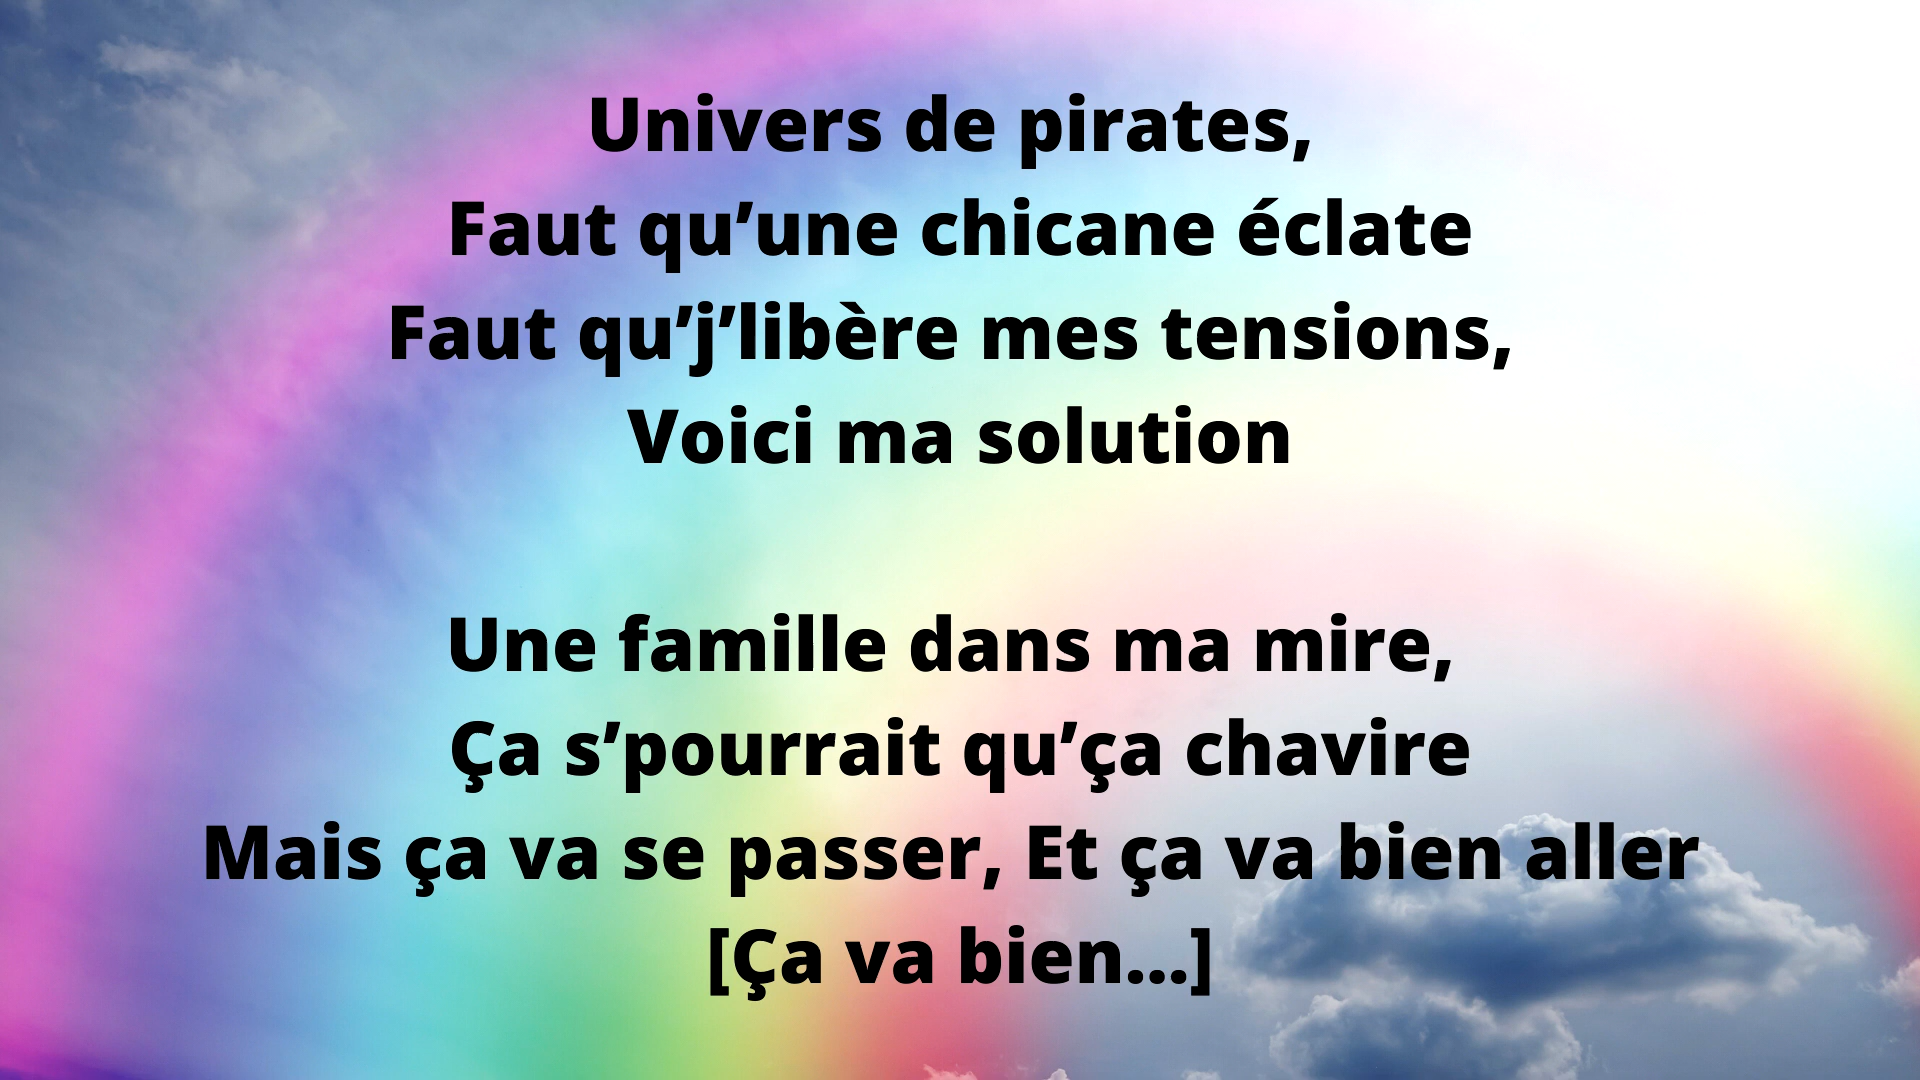 Univers de pirates,
Faut qu’une chicane éclate
Faut qu’j’libère mes tensions,
Voici ma solution
Une famille dans ma mire,
Ça s’pourrait qu’ça chavire
Mais ça va se passer, Et ça va bien aller
[Ça va bien...]